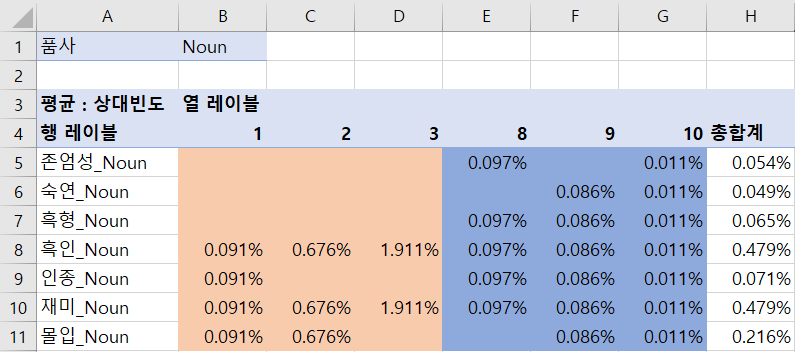 A B C D E F G H
1 품사 Noun
2
3 평균 : 상대빈도 열 레이블
4 행 레이블 1 2 3 8 9 10 총합계
5 존엄성_Noun 0.097% 0.011% 0.054%
6 숙연_Noun 0.086% 0.011% 0.049%
7 흑형_Noun 0.097% 0.086% 0.011% 0.065%
8 흑인_Noun 0.091% 0.676% 1.911% 0.097% 0.086% 0.011% 0.479%
9 인종_Noun 0.091% 0.097% 0.086% 0.011% 0.071%
10 재미_Noun 0.091% 0.676% 1.911% 0.097% 0.086% 0.011% 0.479%
11 몰입_Noun 0.091% 0.676% 0.086% 0.011% 0.216%